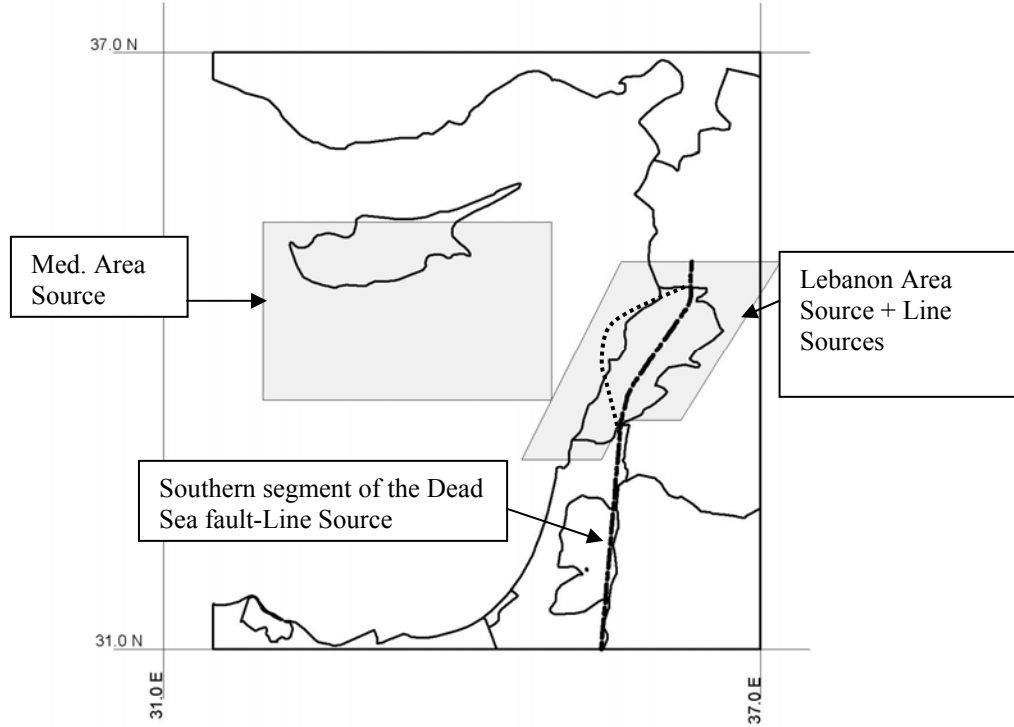 37.0 N
Med. Area
Source
Lebanon Area
Source + Line
Sources
Southern segment of the Dead
Sea fault-Line Source
31.0 N
31.0 E
37.0 E